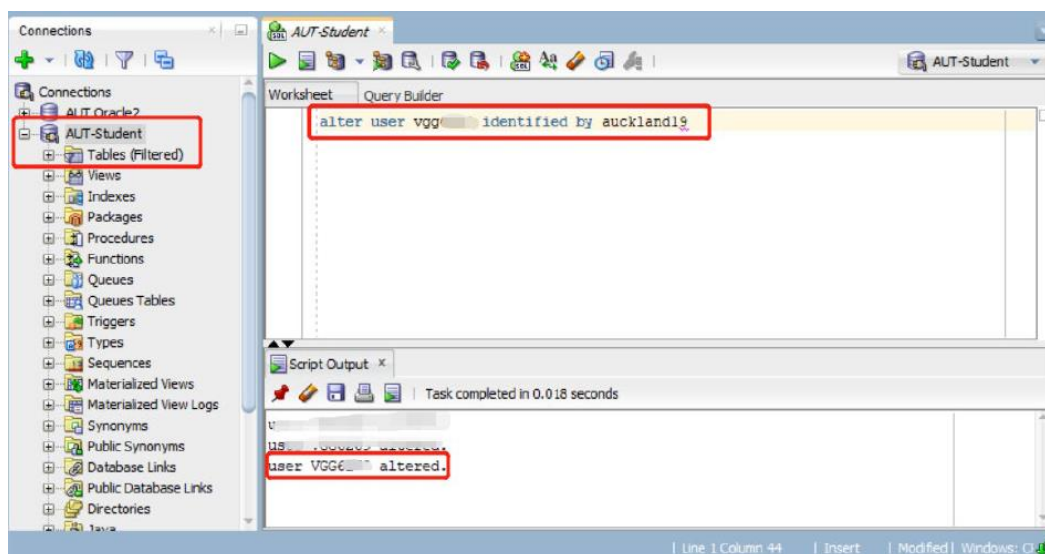 Connections
AUT-Student
AUT-Student
Connections
AUT Oracle2
AUT-Student
Tables (Filtered)
Views
Indexes
Packages
Procedures
Functions
Queues
Queues Tables
Triggers
Types
Sequences
Materialized Views
Materialized View Logs
Synonyms
Public Synonyms
Database Links
Public Database Links
Directories
Java
Worksheet Query Builder
alter user identified by auckland19
Script Output
Task completed in 0.018 seconds
altered.
user altered.
Line 1 Column 44 | Insert | Modified | Windows: